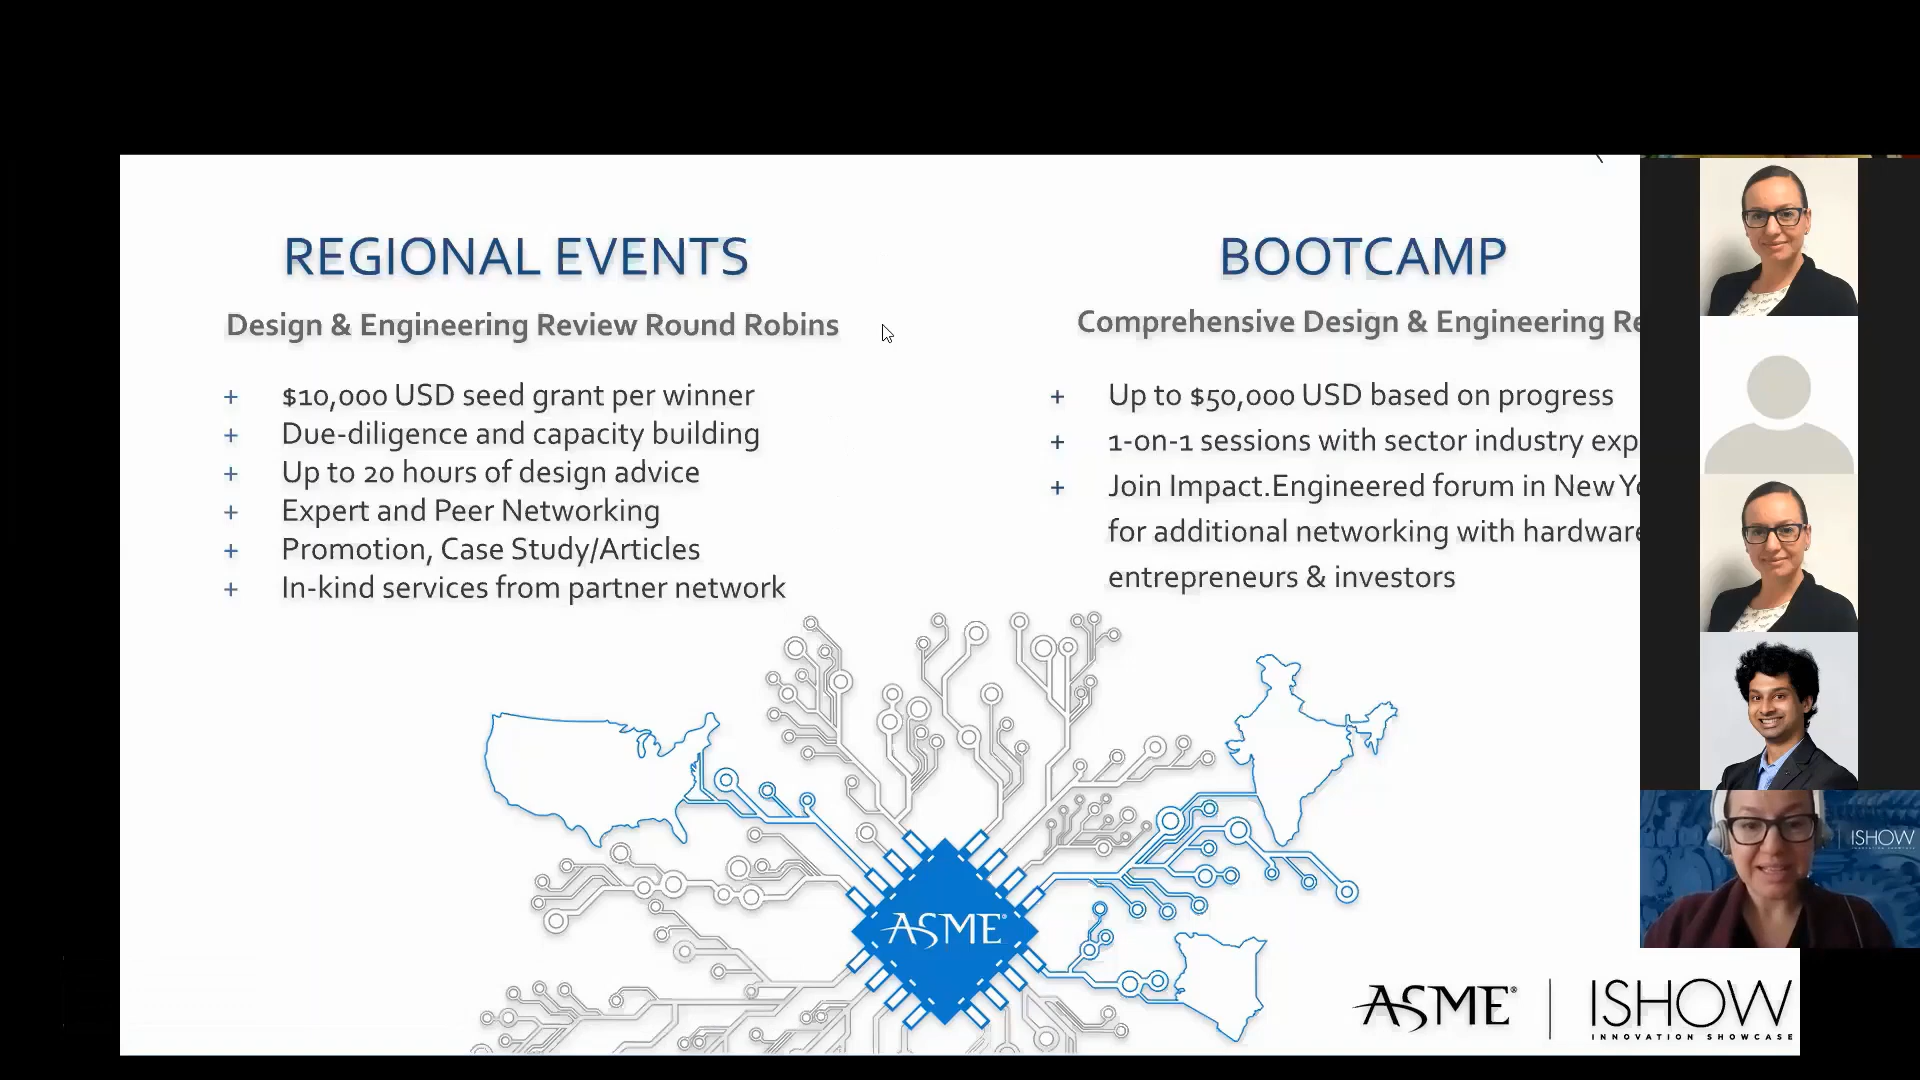 REGIONAL EVENTS
Design & Engineering Review Round Robins
+ $10,000 USD seed grant per winner
+ Due-diligence and capacity building
+ Up to 20 hours of design advice
+ Expert and Peer Networking
+ Promotion, Case Study/Articles
+ In-kind services from partner network
BOOTCAMP
Comprehensive Design & Engineering
+ Up to $50,000 USD based on progress
+ 1-on-1 sessions with sector industry
+ Join Impact.Engineered forum in New
for additional networking with hardware
entrepreneurs & investors
ASME®
ISHOW
ASME®
ISHOW
INNOVATION SHOWCASE